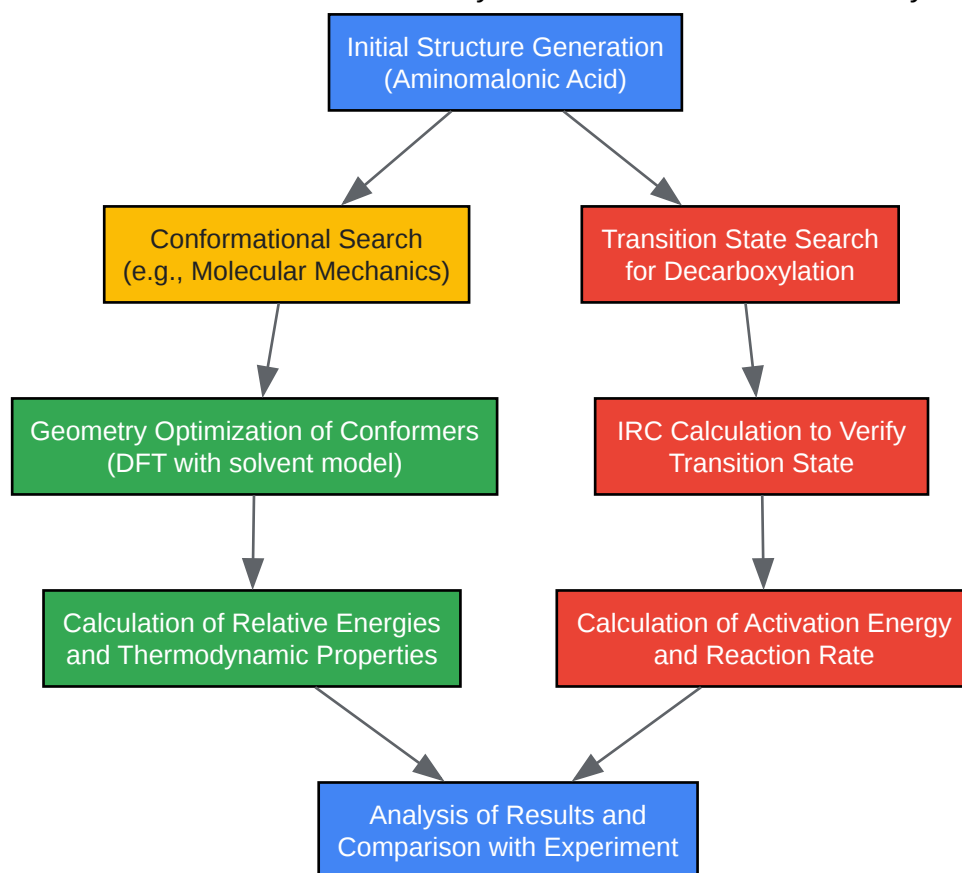 Initial Structure Generation
(Aminomalonic Acid)
Conformational Search
(e.g., Molecular Mechanics)
Transition State Search
for Decarboxylation
Geometry Optimization of Conformers
(DFT with solvent model)
IRC Calculation to Verify
Transition State
Calculation of Relative Energies
and Thermodynamic Properties
Calculation of Activation Energy
and Reaction Rate
Analysis of Results and
Comparison with Experiment